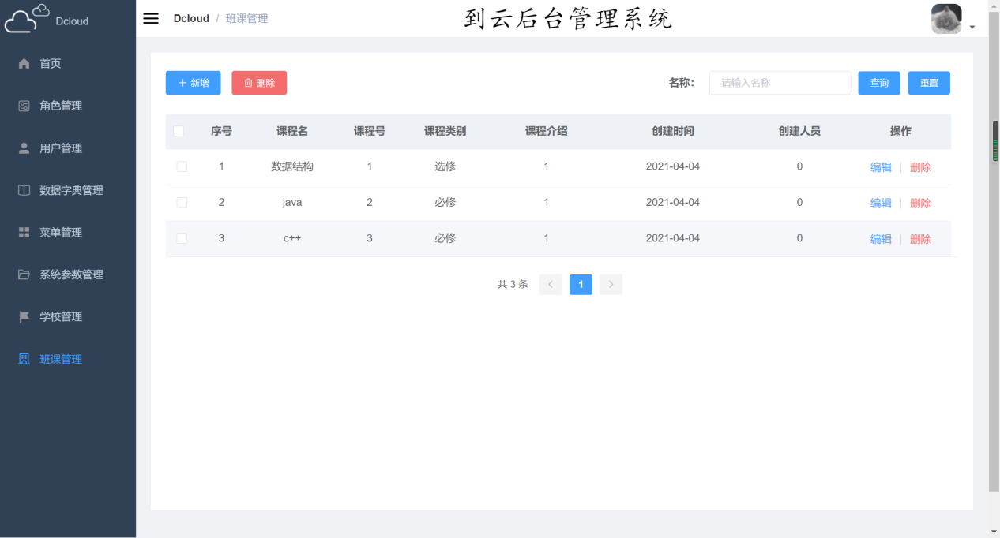 Dcloud
首页
角色管理
用户管理
数据字典管理
菜单管理
系统参数管理
学校管理
班课管理
Dcloud / 班课管理
到云后台管理系统
+ 新增 删除 名称： 请输入名称 查询 重置
序号 课程名 课程号 课程类别 课程介绍 创建时间 创建人员 操作
1 数据结构 1 选修 1 2021-04-04 0 编辑 | 删除
2 java 2 必修 1 2021-04-04 0 编辑 | 删除
3 c++ 3 必修 1 2021-04-04 0 编辑 | 删除
共 3 条 < 1 >